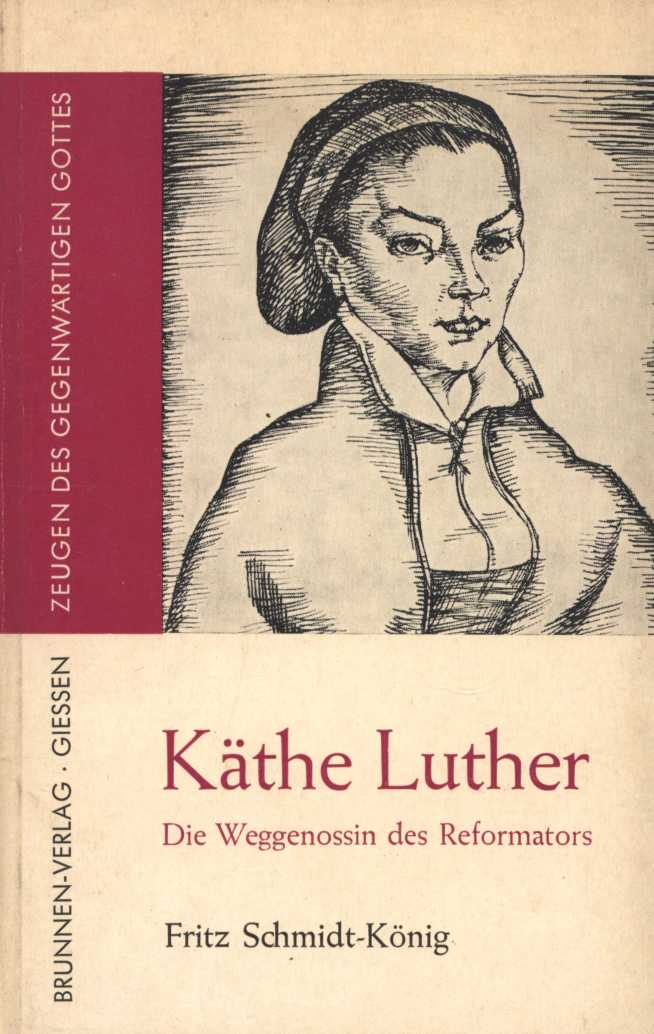 ZEUGEN DES GEGENWÄRTIGEN GOTTES
BRUNNEN-VERLAG · GIESSEN
Käthe Luther
Die Weggenossin des Reformators
Fritz Schmidt-König